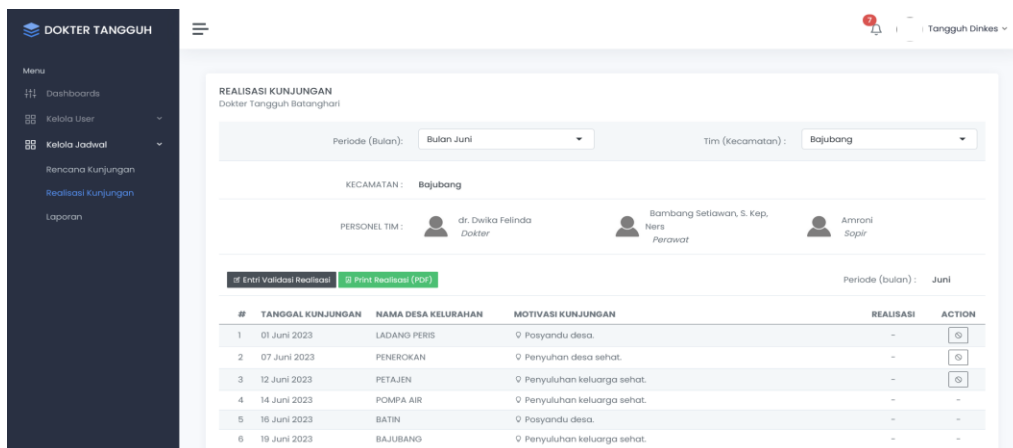 DOKTER TANGGUH
7
Tangguh Dinkes
Menu
Dashboards
Kelola User
Kelola Jadwal
Rencana Kunjungan
Realisasi Kunjungan
Laporan
REALISASI KUNJUNGAN
Dokter Tangguh Batanghari
Periode (Bulan): Bulan Juni Tim (Kecamatan) : Bajubang
KECAMATAN : Bajubang
PERSONEL TIM :
dr. Dwika Felinda
Dokter
Bambang Setiawan, S. Kep,
Ners
Perawat
Amroni
Sopir
Entri Validasi Realisasi Print Realisasi (PDF) Periode (bulan) : Juni
# TANGGAL KUNJUNGAN NAMA DESA KELURAHAN MOTIVASI KUNJUNGAN REALISASI ACTION
1 01 Juni 2023 LADANG PERIS Posyandu desa. -
2 07 Juni 2023 PENEROKAN Penyuhan desa sehat. -
3 12 Juni 2023 PETAJEN Penyuluhan keluarga sehat. -
4 14 Juni 2023 POMPA AIR Penyuluhan keluarga sehat. - -
5 16 Juni 2023 BATIN Posyandu desa. - -
6 19 Juni 2023 BAJUBANG Penyuluhan keluarga sehat. - -